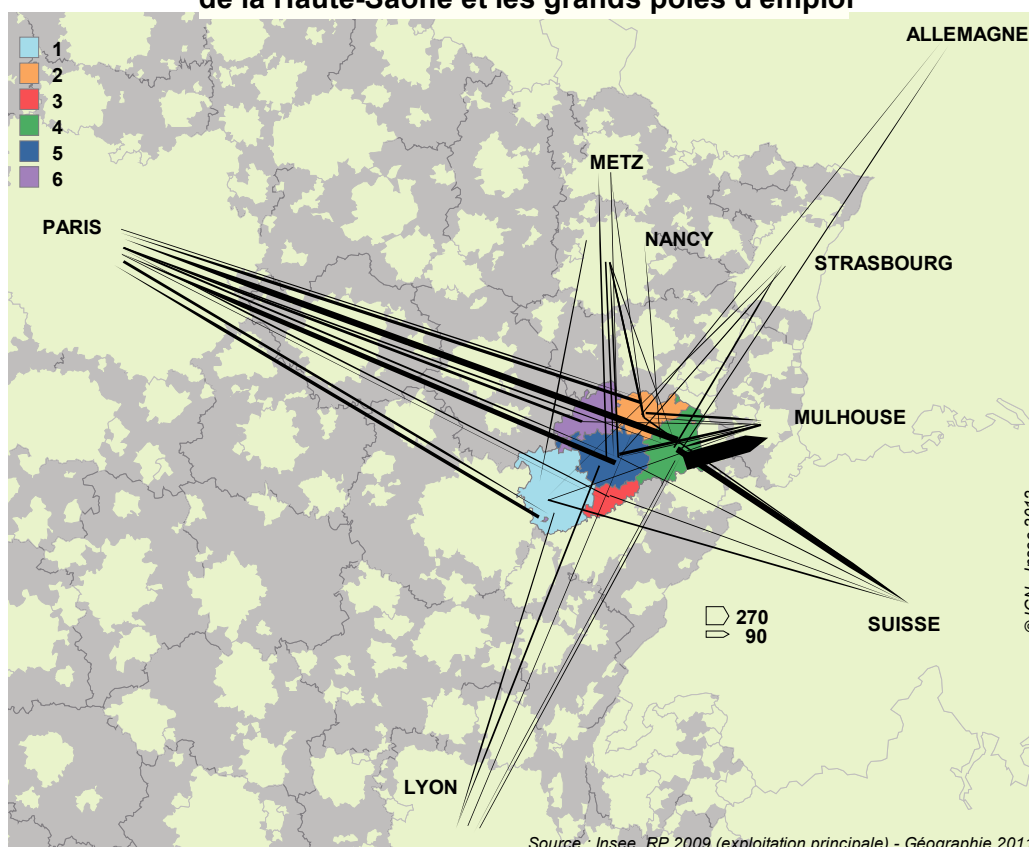 de la Haute-Saône et les grands pôles d'emploi
ALLEMAGNE
1
2
3
4
5
6
METZ
PARIS
NANCY
STRASBOURG
MULHOUSE
270
90
SUISSE
LYON
Source : Insee, RP 2009 (exploitation principale) - Géographie 201